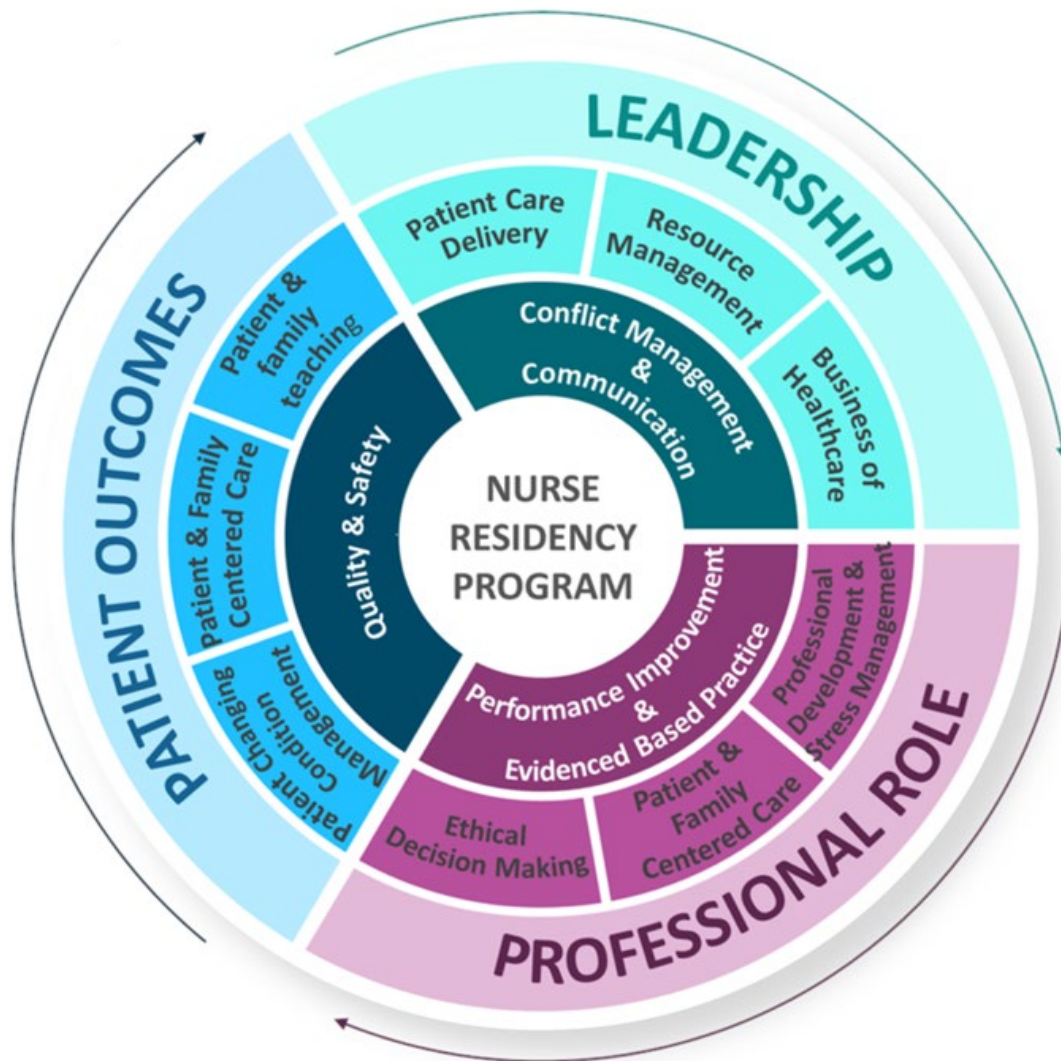 LEADERSHIP
Patient Care
Delivery
Resource
Management
Business of
Healthcare
Conflict Management
&
Communication
NURSE
RESIDENCY
PROGRAM
PROFESSIONAL ROLE
Professional
Development &
Stress Management
Patient &
Family
Centered Care
Ethical
Decision Making
Performance Improvement
&
Evidenced Based Practice
PATIENT OUTCOMES
Patient Changing
Condition
Management
Patient & Family
Centered Care
Patient &
family
teaching
Quality & Safety